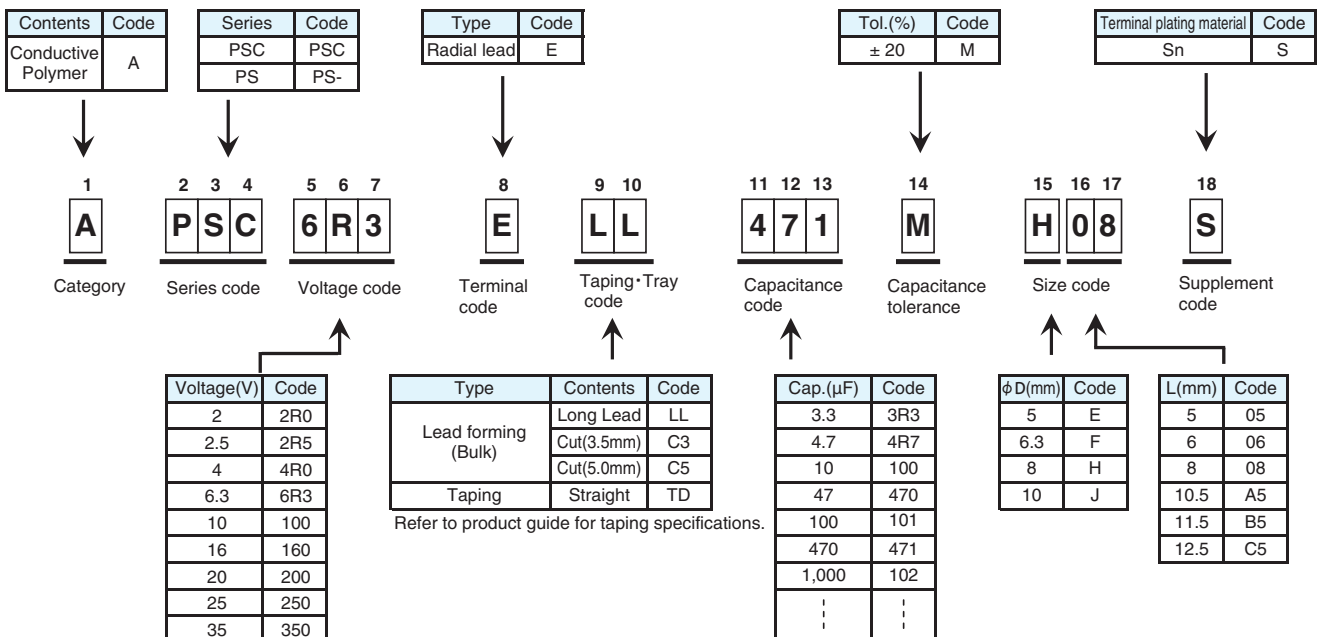 Contents Code
Conductive Polymer A
Series Code
PSC PSC
PS PS-
Type Code
Radial lead E
Tol.(%) Code
± 20 M
Terminal plating material Code
Sn S
1 2 3 4 5 6 7 8 9 10 11 12 13 14 15 16 17 18
A P S C 6 R 3 E L L 4 7 1 M H 0 8 S
Category
Series code
Voltage code
Terminal
code
Taping・Tray
code
Capacitance
code
Capacitance
tolerance
Size code
Supplement
code
Voltage(V) Code
2 2R0
2.5 2R5
4 4R0
6.3 6R3
10 100
16 160
20 200
25 250
35 350
Type Contents Code
Lead forming
(Bulk)
Long Lead LL
Cut(3.5mm) C3
Cut(5.0mm) C5
Taping Straight TD
Refer to product guide for taping specifications.
Cap.(µF) Code
3.3 3R3
4.7 4R7
10 100
47 470
100 101
470 471
1,000 102
φD(mm) Code
5 E
6.3 F
8 H
10 J
L(mm) Code
5 05
6 06
8 08
10.5 A5
11.5 B5
12.5 C5